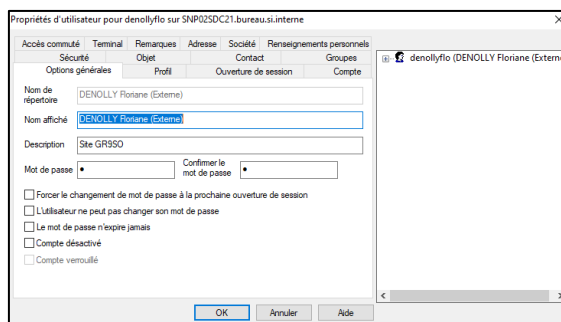 Propriétés d'utilisateur pour denollyflo sur SNP02SDC21.bureau.si.interne
Accès commuté Terminal Remarques Adresse Société Renseignements personnels
Sécurité Objet Contact Groupes
Options générales Profil Ouverture de session Compte
Nom de
répertoire
DENOLLY Floriane (Externe)
Nom affiché DENOLLY Floriane (Externe)
Description Site GR9SO
Mot de passe
Confirmer le
mot de passe
Forcer le changement de mot de passe à la prochaine ouverture de session
L'utilisateur ne peut pas changer son mot de passe
Le mot de passe n'expire jamais
Compte désactivé
Compte verrouillé
OK Annuler Aide
denollyflo (DENOLLY Floriane (Externe